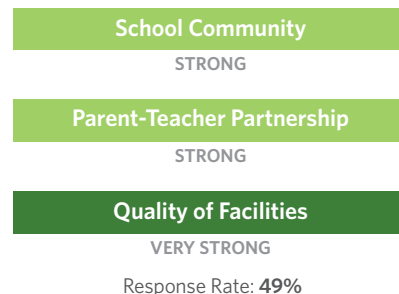 School Community
STRONG
Parent-Teacher Partnership
STRONG
Quality of Facilities
VERY STRONG
Response Rate: 49%